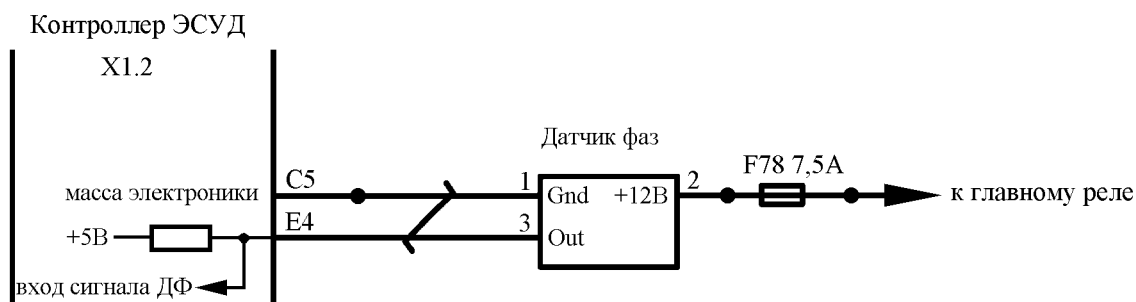 Контроллер ЭСУД
X1.2
Датчик фаз
F78 7,5А
масса электроники
C5
1
Gnd
+12В
2
к главному реле
+5В
E4
3
Out
вход сигнала ДФ